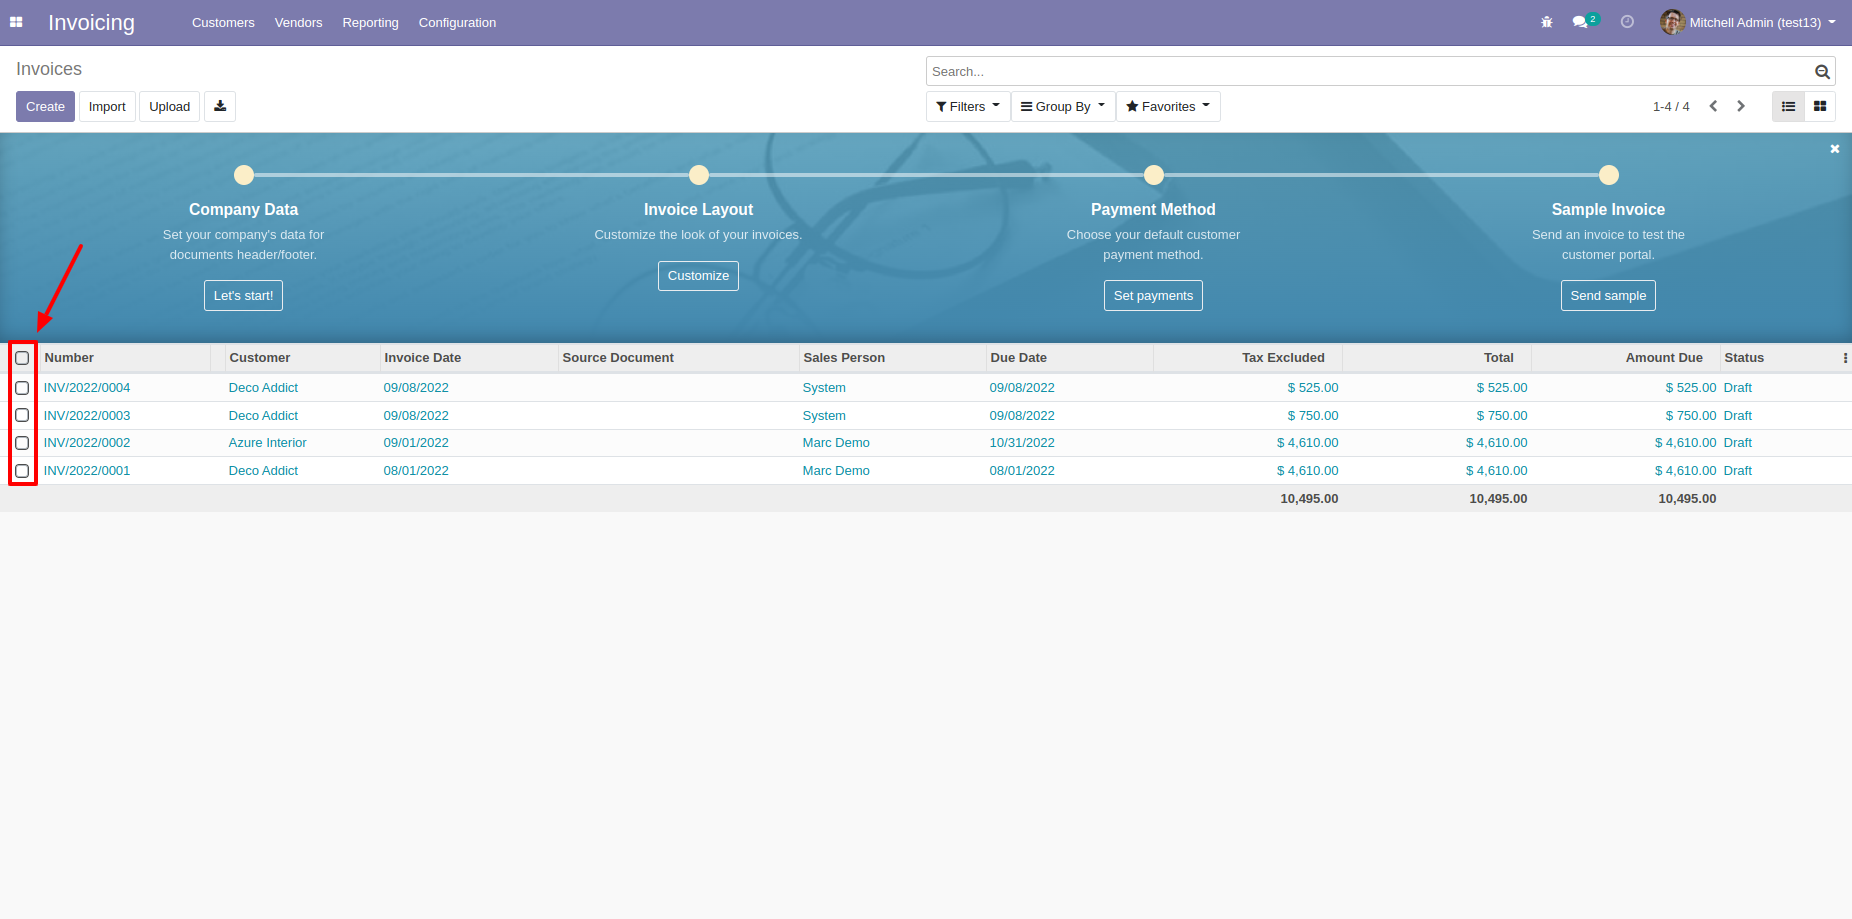 Invoicing Customers Vendors Reporting Configuration 2 Mitchell Admin (test13)
Invoices
Search...
Create Import Upload Filters Group By Favorites 1-4 / 4
Company Data Invoice Layout Payment Method Sample Invoice
Set your company's data for Customize the look of your invoices. Choose your default customer Send an invoice to test the
documents header/footer. payment method. customer portal.
Let's start! Customize Set payments Send sample
Number Customer Invoice Date Source Document Sales Person Due Date Tax Excluded Total Amount Due Status
INV/2022/0004 Deco Addict 09/08/2022 System 09/08/2022 $ 525.00 $ 525.00 $ 525.00 Draft
INV/2022/0003 Deco Addict 09/08/2022 System 09/08/2022 $ 750.00 $ 750.00 $ 750.00 Draft
INV/2022/0002 Azure Interior 09/01/2022 Marc Demo 10/31/2022 $ 4,610.00 $ 4,610.00 $ 4,610.00 Draft
INV/2022/0001 Deco Addict 08/01/2022 Marc Demo 08/01/2022 $ 4,610.00 $ 4,610.00 $ 4,610.00 Draft
10,495.00 10,495.00 10,495.00